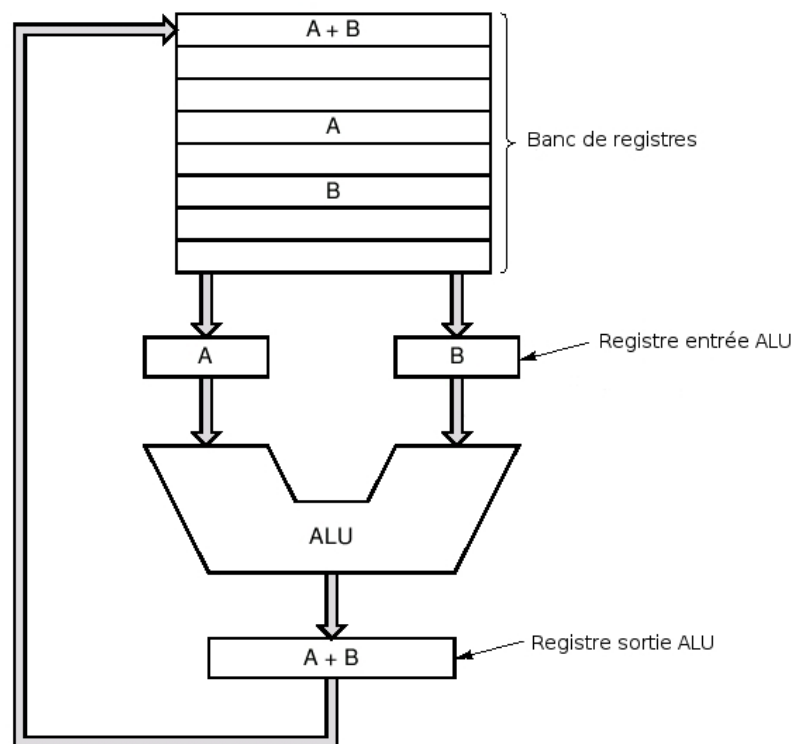 A + B
A
B
Banc de registres
A
B
Registre entrée ALU
ALU
A + B
Registre sortie ALU